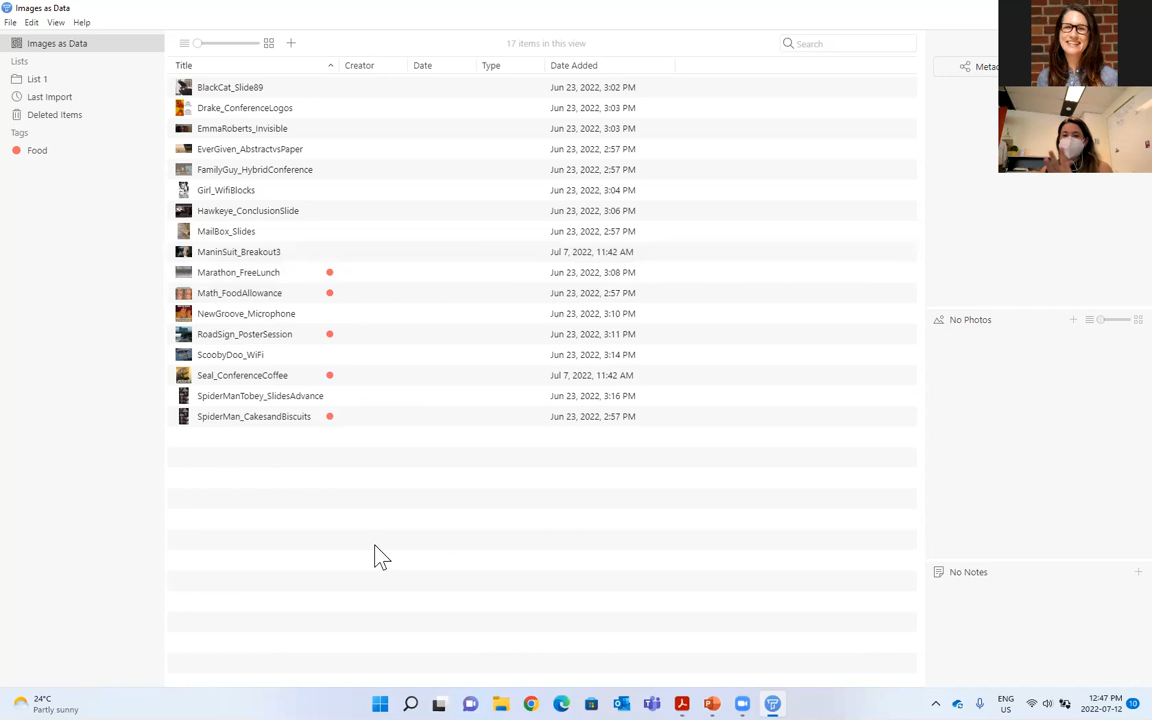 Images as Data
File Edit View Help
Images as Data
Lists
List 1
Last Import
Deleted Items
Tags
Food
17 items in this view
Search
Title Creator Date Type Date Added
BlackCat_Slide89 Jun 23, 3:02 PM
Drake_ConferenceLogos Jun 23, 2022, 3:03 PM
EmmaRoberts_Invisible Jun 23, 2022, 3:03 PM
EverGiven_AbstractvsPaper Jun 23, 2022, 2:57 PM
FamilyGuy_HybridConference Jun 23, 2022, 2:57 PM
Girl_WifiBlocks Jun 23, 2022, 3:04 PM
Hawkeye_ConclusionSlide Jun 23, 2022, 3:06 PM
MailBox_Slides Jun 23, 2022, 2:57 PM
ManinSuit_Breakout3 Jul 7, 2022, 11:42 AM
Marathon_FreeLunch Jun 23, 2022, 3:08 PM
Math_FoodAllowance Jun 23, 2022, 2:57 PM
NewGroove_Microphone Jun 23, 2022, 3:10 PM
RoadSign_PosterSession Jun 23, 2022, 3:11 PM
ScoobyDoo_WiFi Jun 23, 2022, 3:14 PM
Seal_ConferenceCoffee Jul 7, 2022, 11:42 AM
SpiderManTobey_SlidesAdvance Jun 23, 2022, 3:16 PM
SpiderMan_CakesandBiscuits Jun 23, 2022, 2:57 PM
Metad
No Photos
No Notes
24°C
Partly sunny
ENG
US
12:47 PM
2022-07-12
10